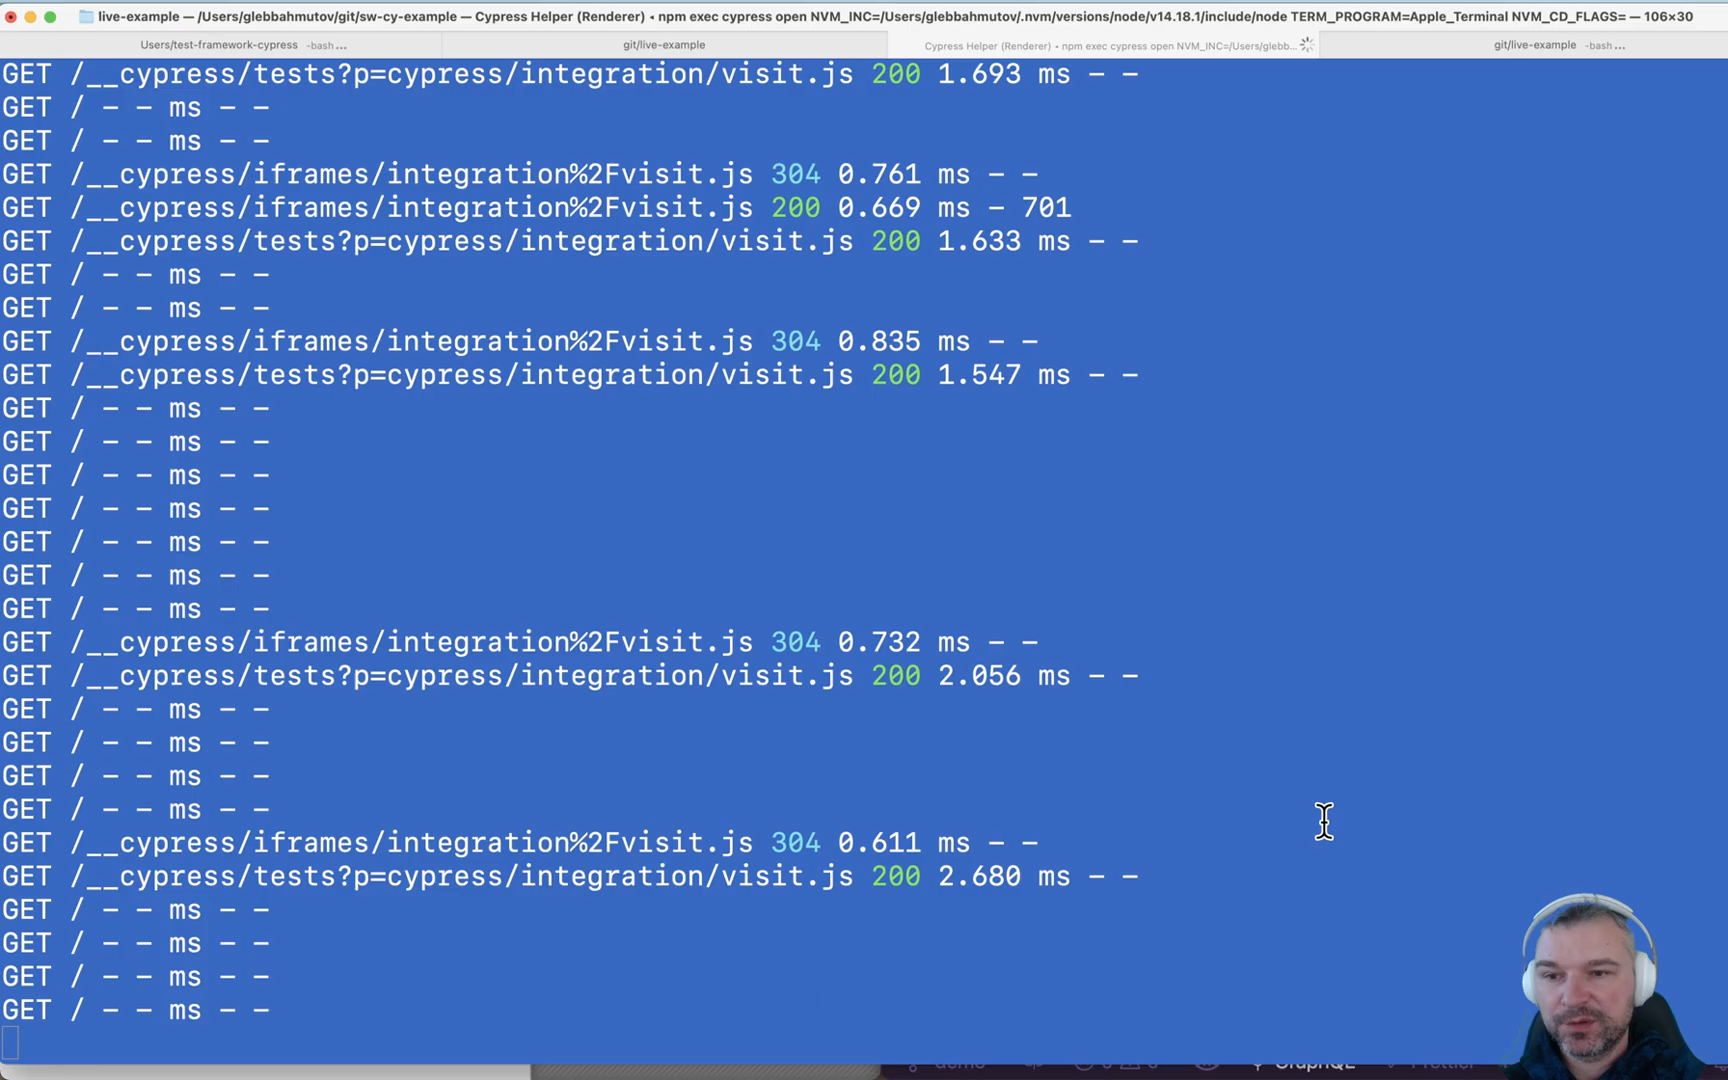 live-example — /Users/glebbahmutov/git/sw-cy-example — Cypress Helper (Renderer) ◂ npm exec cypress open NVM_INC=/Users/glebbahmutov/.nvm/versions/node/v14.18.1/include/node TERM_PROGRAM=Apple_Terminal NVM_CD_FLAGS= — 106×30
Users/test-framework-cypress -bash ... git/live-example Cypress Helper (Renderer) • npm exec cypress open NVM_INC=/Users/glebb... git/live-example -bash ...
GET /__cypress/tests?p=cypress/integration/visit.js 200 1.693 ms - -
GET / - - ms - -
GET / - - ms - -
GET /__cypress/iframes/integration%2Fvisit.js 304 0.761 ms - -
GET /__cypress/iframes/integration%2Fvisit.js 200 0.669 ms - 701
GET /__cypress/tests?p=cypress/integration/visit.js 200 1.633 ms - -
GET / - - ms - -
GET / - - ms - -
GET /__cypress/iframes/integration%2Fvisit.js 304 0.835 ms - -
GET /__cypress/tests?p=cypress/integration/visit.js 200 1.547 ms - -
GET / - - ms - -
GET / - - ms - -
GET / - - ms - -
GET / - - ms - -
GET / - - ms - -
GET / - - ms - -
GET / - - ms - -
GET /__cypress/iframes/integration%2Fvisit.js 304 0.732 ms - -
GET /__cypress/tests?p=cypress/integration/visit.js 200 2.056 ms - -
GET / - - ms - -
GET / - - ms - -
GET / - - ms - -
GET / - - ms - -
GET /__cypress/iframes/integration%2Fvisit.js 304 0.611 ms - -
GET /__cypress/tests?p=cypress/integration/visit.js 200 2.680 ms - -
GET / - - ms - -
GET / - - ms - -
GET / - - ms - -
GET / - - ms - -
demo GraphQL Prettier